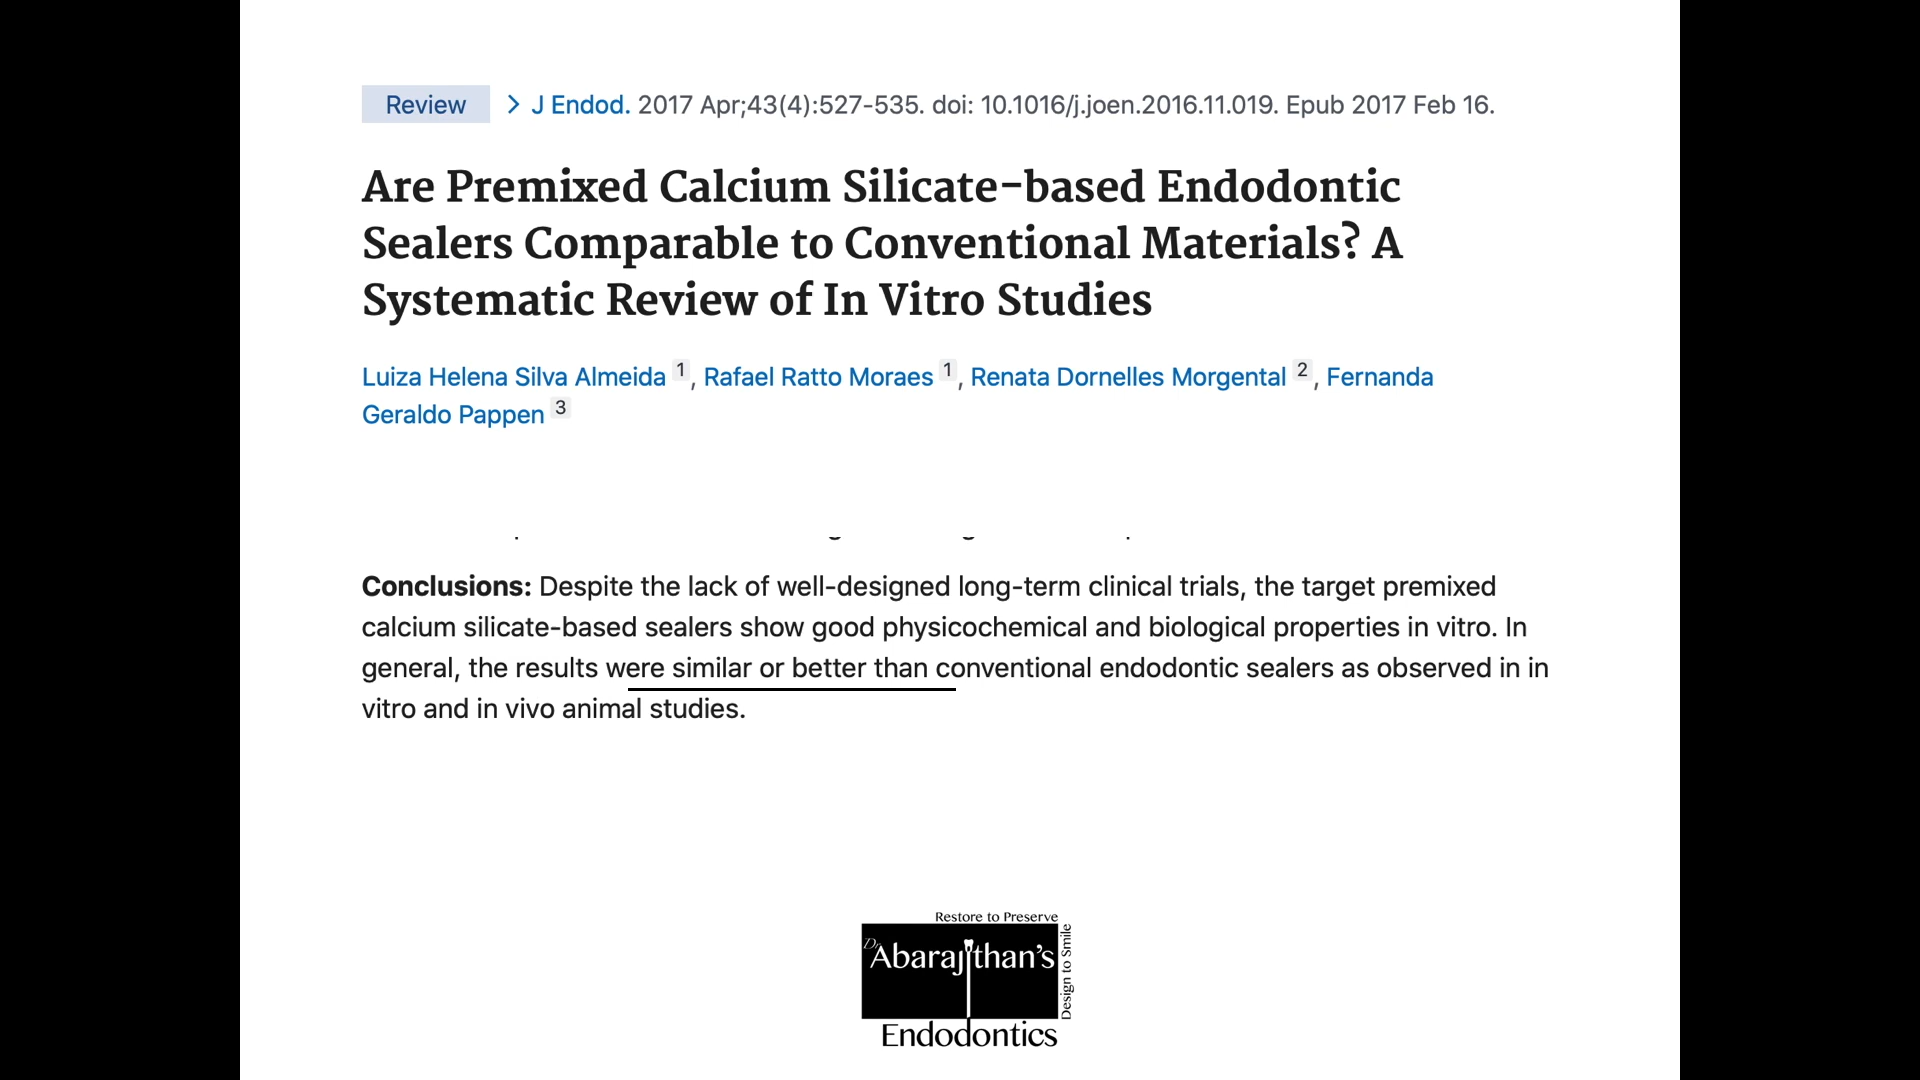 Review > J Endod. 2017 Apr;43(4):527-535. doi: 10.1016/j.joen.2016.11.019. Epub 2017 Feb 16.
Are Premixed Calcium Silicate-based Endodontic
Sealers Comparable to Conventional Materials? A
Systematic Review of In Vitro Studies
Luiza Helena Silva Almeida 1, Rafael Ratto Moraes 1, Renata Dornelles Morgental 2, Fernanda
Geraldo Pappen 3
Conclusions: Despite the lack of well-designed long-term clinical trials, the target premixed
calcium silicate-based sealers show good physicochemical and biological properties in vitro. In
general, the results were similar or better than conventional endodontic sealers as observed in in
vitro and in vivo animal studies.
Restore to Preserve
Dr Abarajithan's
Design to Smile
Endodontics